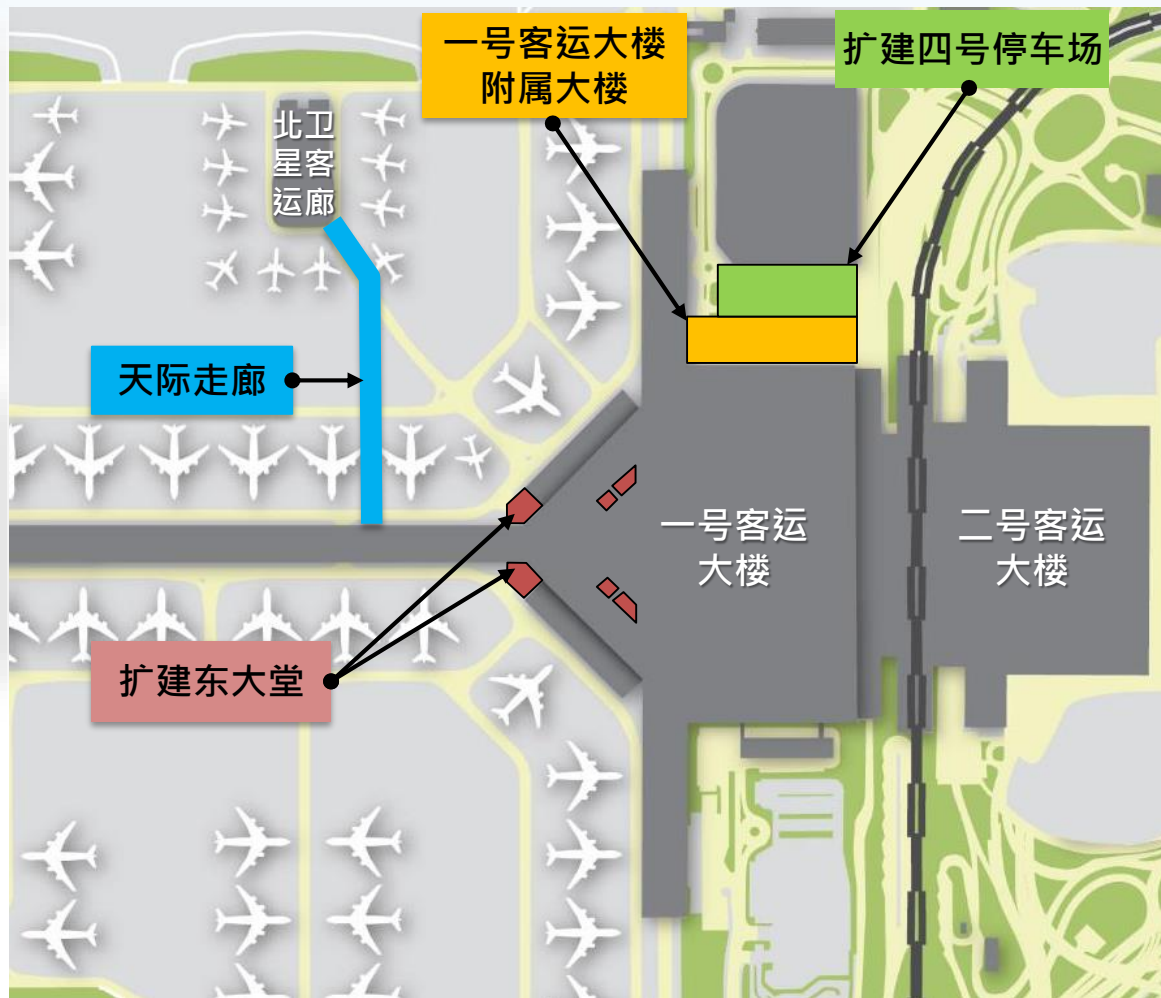 一号客运大楼
附属大楼
扩建四号停车场
北卫
星客
运廊
天际走廊
一号客运
大楼
二号客运
大楼
扩建东大堂